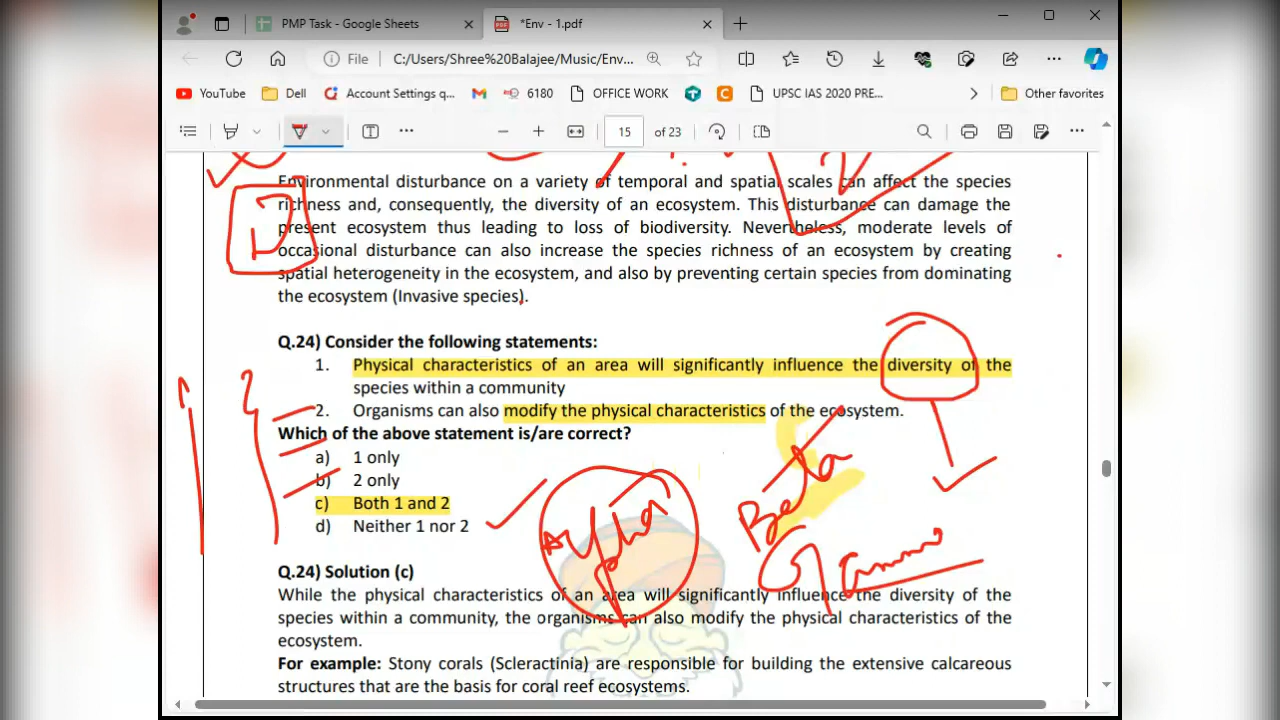 PMP Task - Google Sheets
*Env - 1.pdf
File
C:/Users/Shree%20Balajee/Music/Env...
YouTube
Dell
Account Settings q...
6180
OFFICE WORK
UPSC IAS 2020 PRE...
Other favorites
15 of 23
2
Environmental disturbance on a variety of temporal and spatial scales can affect the species
richness and, consequently, the diversity of an ecosystem. This disturbance can damage the
present ecosystem thus leading to loss of biodiversity. Nevertheless, moderate levels of
occasional disturbance can also increase the species richness of an ecosystem by creating
spatial heterogeneity in the ecosystem, and also by preventing certain species from dominating
the ecosystem (Invasive species).
D
Q.24) Consider the following statements:
1. Physical characteristics of an area will significantly influence the diversity of the
species within a community
2. Organisms can also modify the physical characteristics of the ecosystem.
Which of the above statement is/are correct?
a) 1 only
b) 2 only
c) Both 1 and 2
d) Neither 1 nor 2
Alpha
Beta
Gamma
Q.24) Solution (c)
While the physical characteristics of an area will significantly influence the diversity of the
species within a community, the organisms can also modify the physical characteristics of the
ecosystem.
For example: Stony corals (Scleractinia) are responsible for building the extensive calcareous
structures that are the basis for coral reef ecosystems.